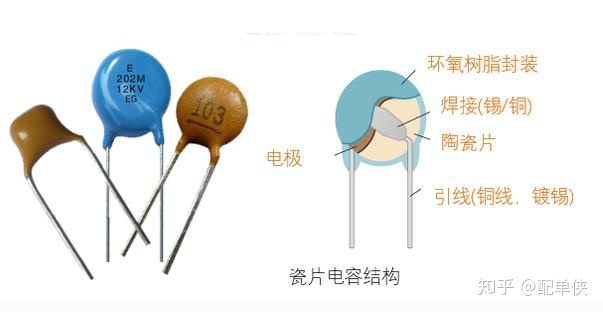 E
202M
12KV
EG
103
环氧树脂封装
焊接(锡/铜)
陶瓷片
电极
引线(铜线，镀锡)
瓷片电容结构
知乎 @配单侠